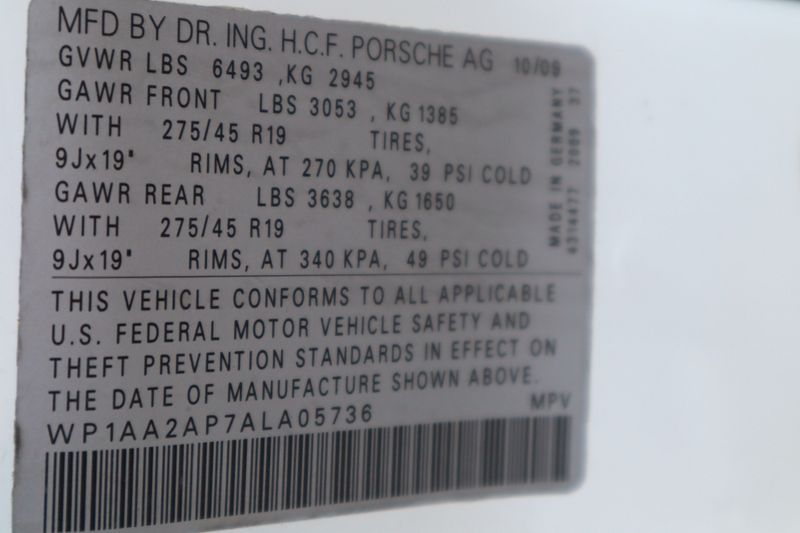 MFD BY DR. ING. H.C.F. PORSCHE AG 10/09
GVWR LBS 6493 ,KG 2945
GAWR FRONT LBS 3053 , KG 1385
WITH 275/45 R19 TIRES,
9Jx19" RIMS, AT 270 KPA, 39 PSI COLD
GAWR REAR LBS 3638 , KG 1650
WITH 275/45 R19 TIRES,
9Jx19" RIMS, AT 340 KPA, 49 PSI COLD
MADE IN GERMANY
4314477 2009 37
THIS VEHICLE CONFORMS TO ALL APPLICABLE
U.S. FEDERAL MOTOR VEHICLE SAFETY AND
THEFT PREVENTION STANDARDS IN EFFECT ON
THE DATE OF MANUFACTURE SHOWN ABOVE.
WP1AA2AP7ALA05736 MPV